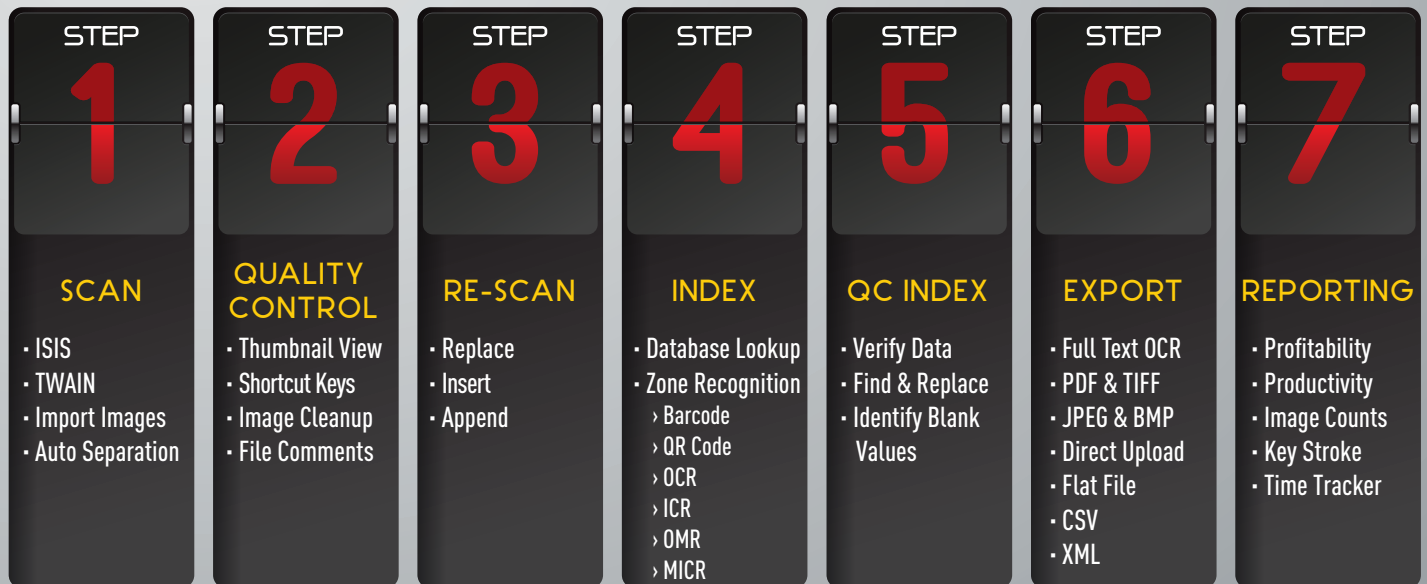 STEP
1
SCAN
· ISIS
· TWAIN
· Import Images
· Auto Separation
STEP
2
QUALITY
CONTROL
· Thumbnail View
· Shortcut Keys
· Image Cleanup
· File Comments
STEP
3
RE-SCAN
· Replace
· Insert
· Append
STEP
4
INDEX
· Database Lookup
· Zone Recognition
› Barcode
› QR Code
› OCR
› ICR
› OMR
› MICR
STEP
5
QC INDEX
· Verify Data
· Find & Replace
· Identify Blank
Values
STEP
6
EXPORT
· Full Text OCR
· PDF & TIFF
· JPEG & BMP
· Direct Upload
· Flat File
· CSV
· XML
STEP
7
REPORTING
· Profitability
· Productivity
· Image Counts
· Key Stroke
· Time Tracker